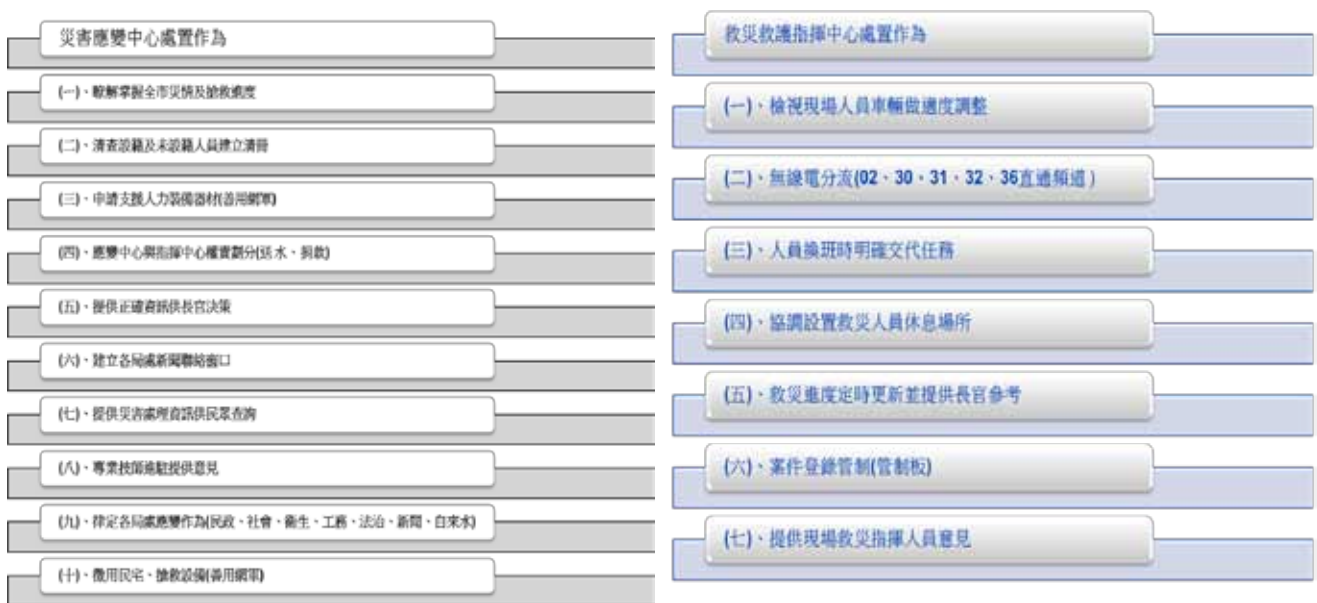 災害應變中心處置作為
(一)、瞭解掌握全市災情及搶救進度
(二)、清查設籍及未設籍人員建立清冊
(三)、申請支援人力裝備器材(善用網軍)
(四)、應變中心與指揮中心權責劃分(送水、捐款)
(五)、提供正確資訊供長官決策
(六)、建立各局處新聞聯絡窗口
(七)、提供災害處理資訊供民眾查詢
(八)、專業技師進駐提供意見
(九)、律定各局處應變作為(民政、社會、衛生、工務、法治、新聞、自來水)
(十)、徵用民宅、搶救設備(善用網軍)
救災救護指揮中心處置作為
(一)、檢視現場人員車輛做適度調整
(二)、無線電分流(02、30、31、32、36直通頻道)
(三)、人員換班時明確交代任務
(四)、協調設置救災人員休息場所
(五)、救災進度定時更新並提供長官參考
(六)、案件登錄管制(管制板)
(七)、提供現場救災指揮人員意見